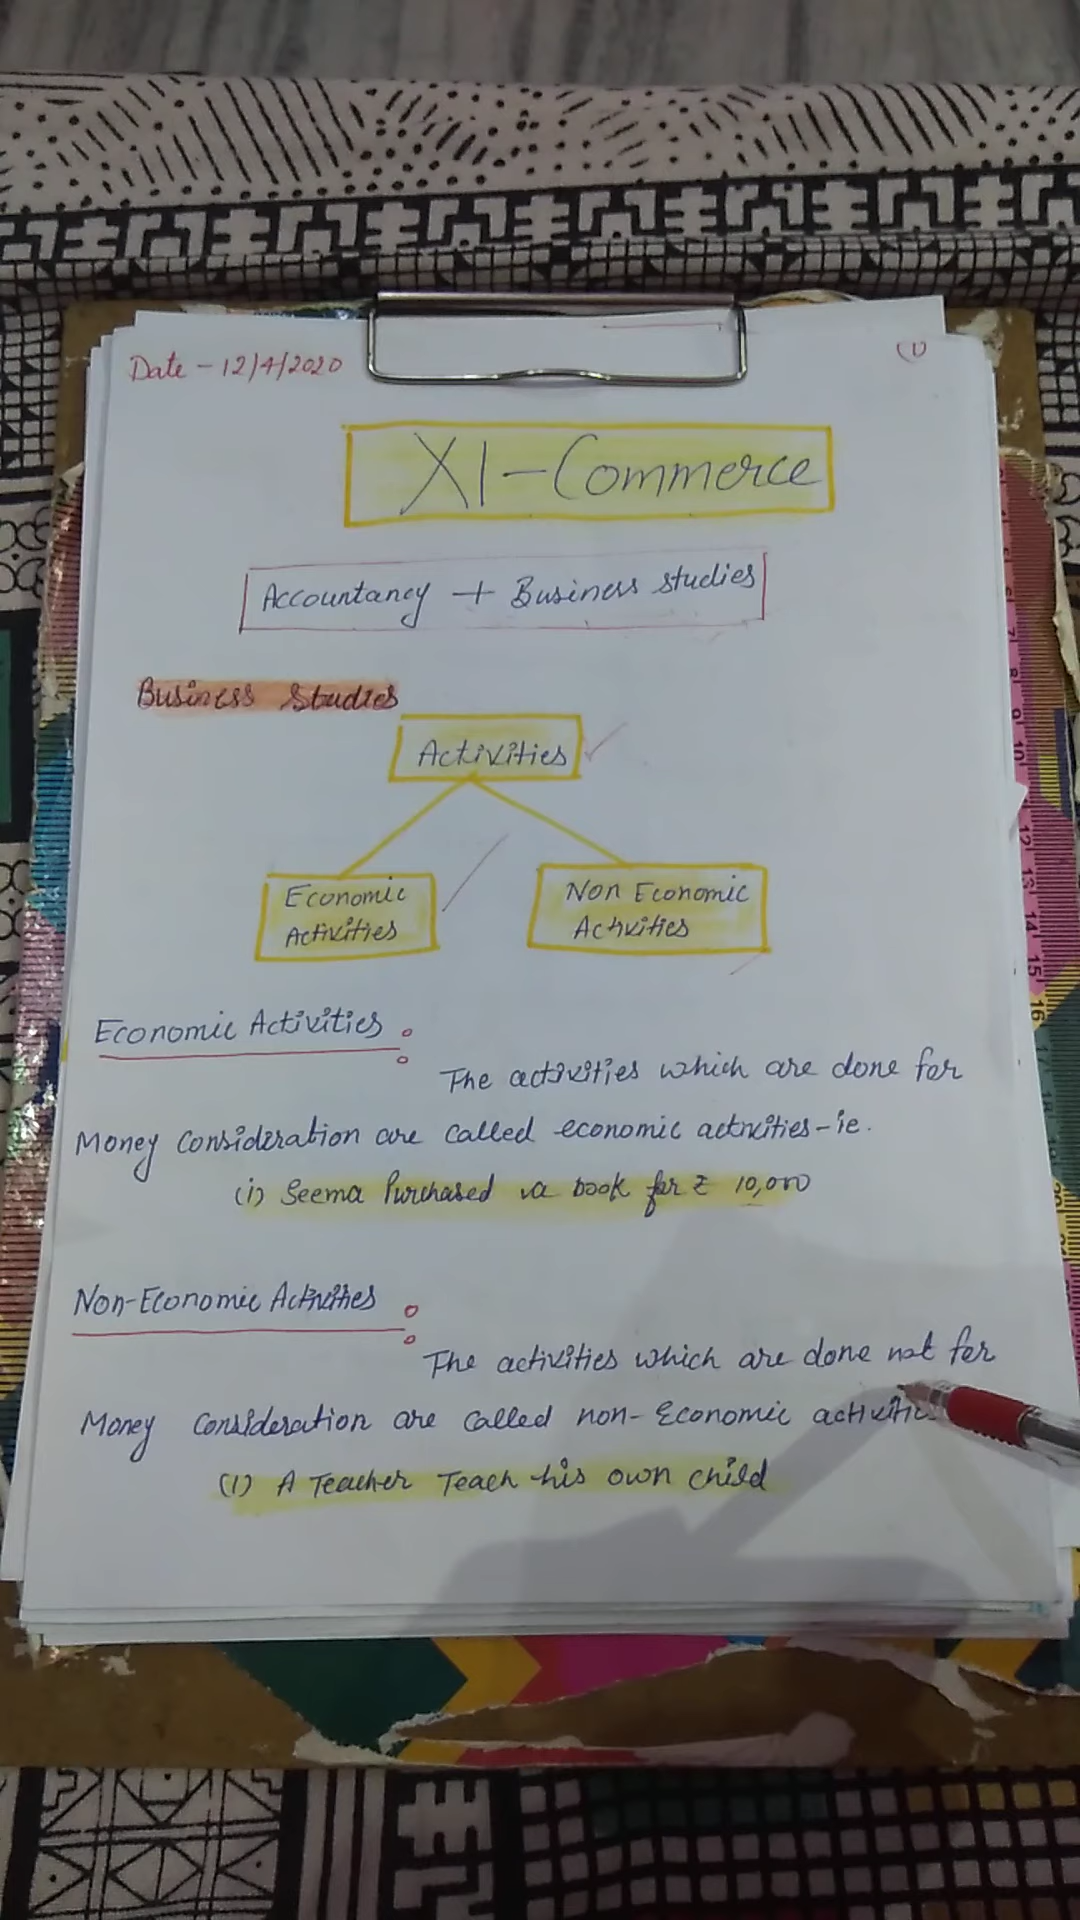 Date - 12/4/2020
(1)
XI-Commerce
Accountancy + Business studies
Business Studies
Activities
Economic
Activities
Non Economic
Activities
Economic Activities :
The activities which are done for
Money Consideration are called economic activities - ie.
(i) Seema Purchased a book for ₹ 10,000
Non-Economic Activities :
The activities which are done not for
Money Consideration are called non-Economic activities
(1) A Teacher Teach his own child